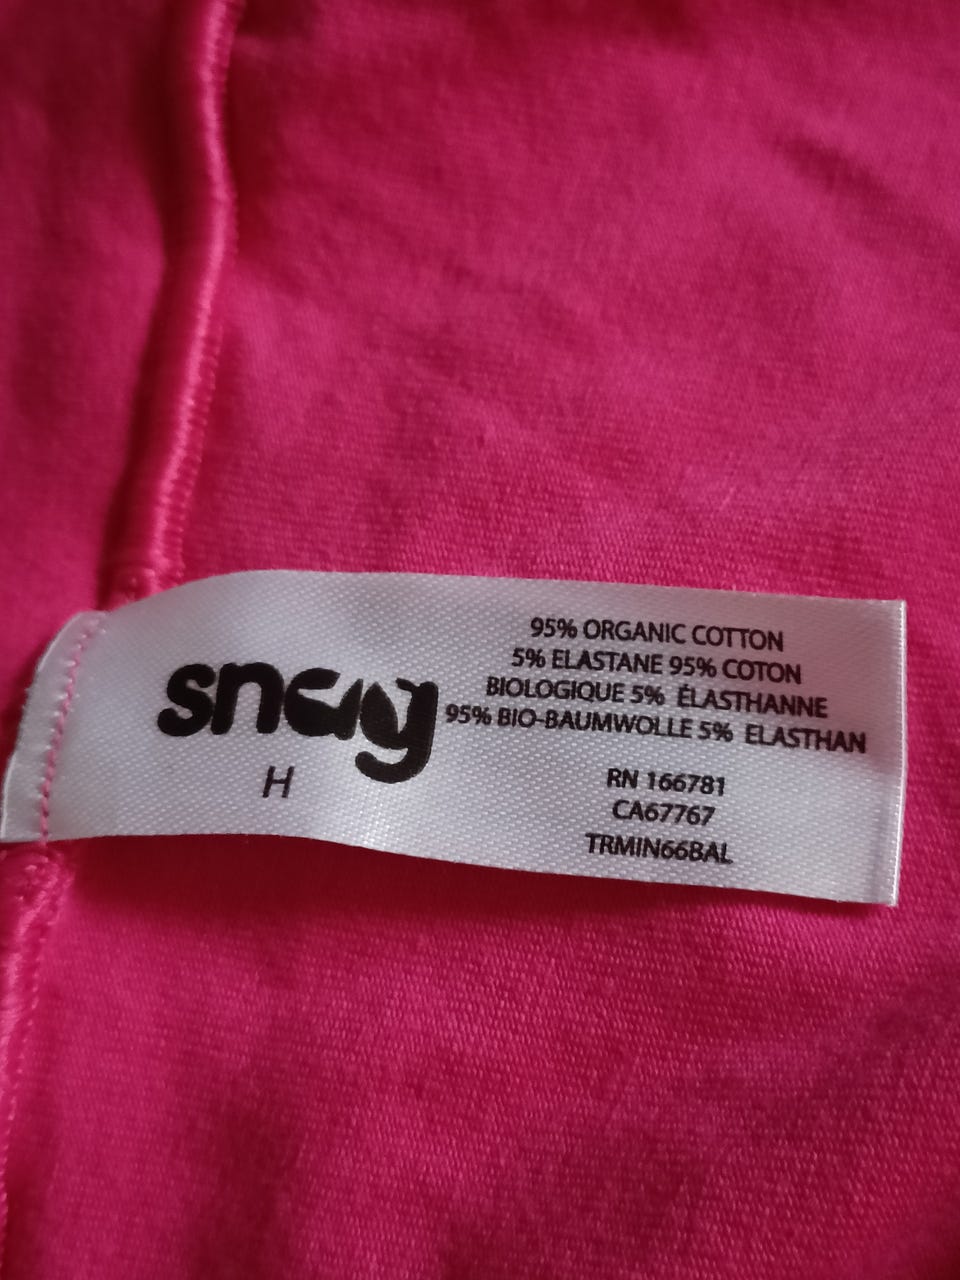 snag
H
95% ORGANIC COTTON
5% ELASTANE 95% COTON
BIOLOGIQUE 5% ÉLASTHANNE
95% BIO-BAUMWOLLE 5% ELASTHAN
RN 166781
CA67767
TRMIN66BAL